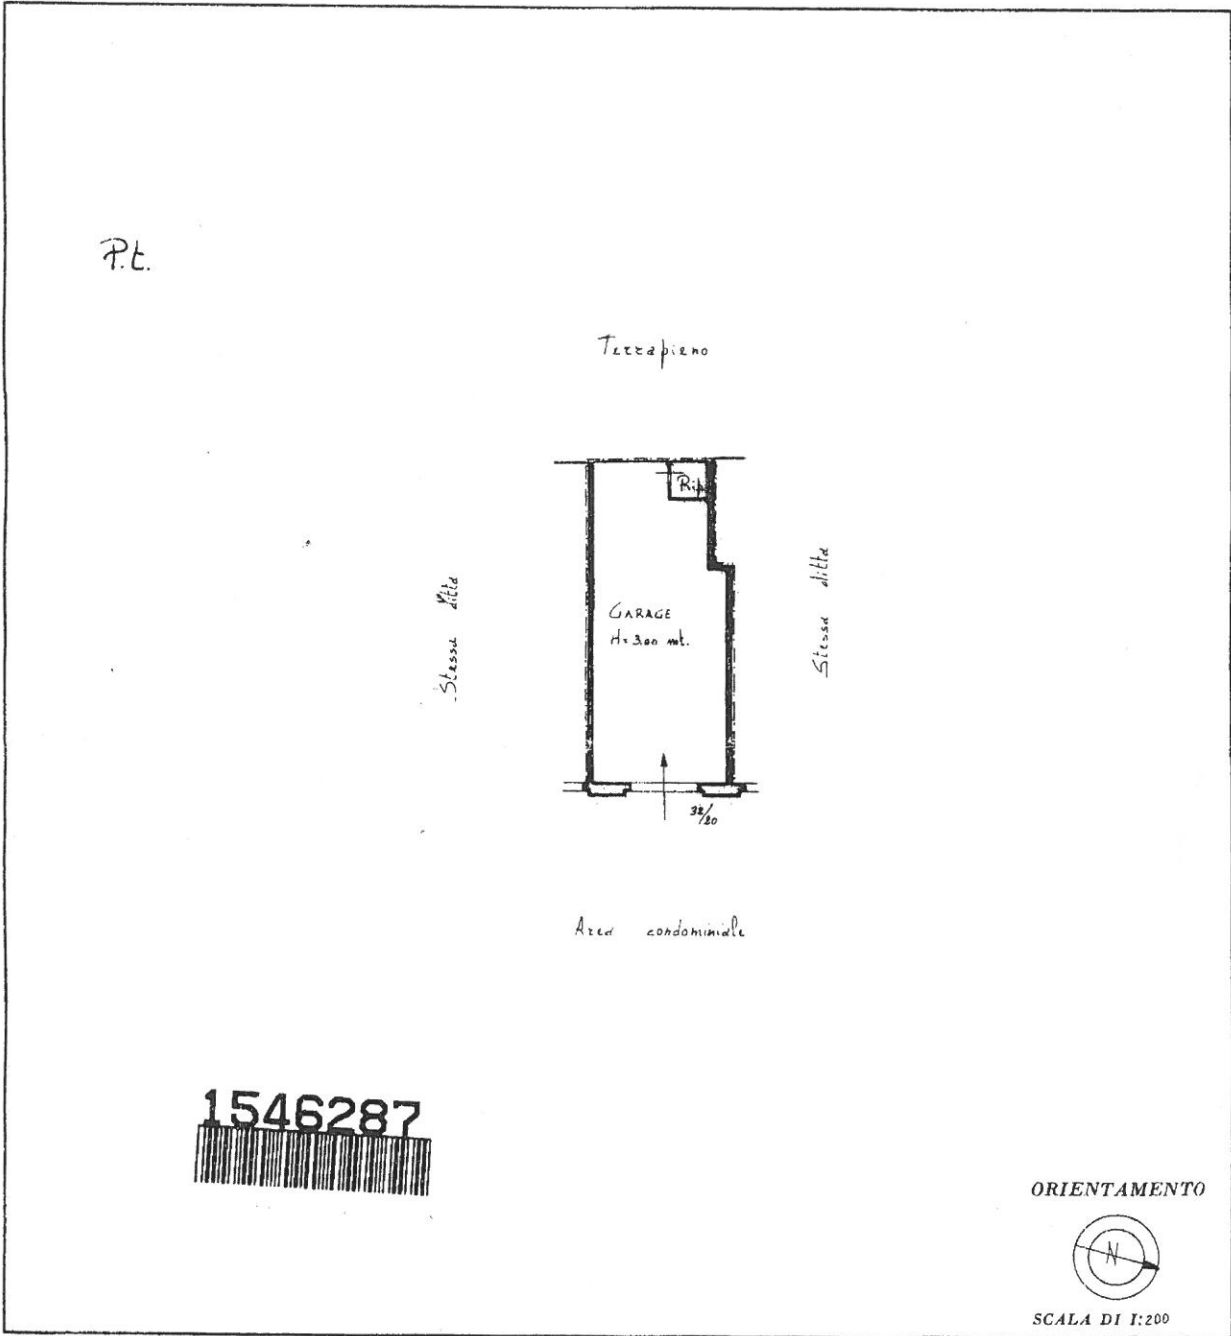 P.t.
Terrapieno
Rip.
Stessa ditta
Stessa ditta
GARAGE
H= 3.00 mt.
32/20
Area condominiale
1546287
ORIENTAMENTO
N
SCALA DI 1:200